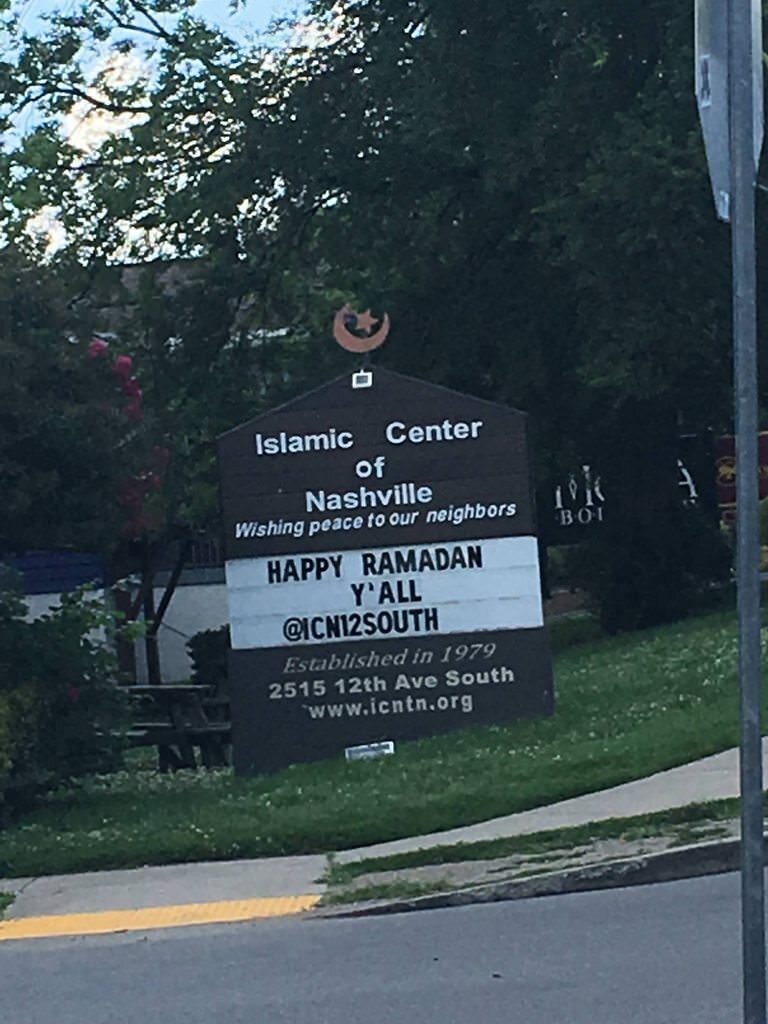 Islamic Center
of
Nashville
Wishing peace to our neighbors
HAPPY RAMADAN
Y'ALL
@ICN12SOUTH
Established in 1979
2515 12th Ave South
www.icntn.org